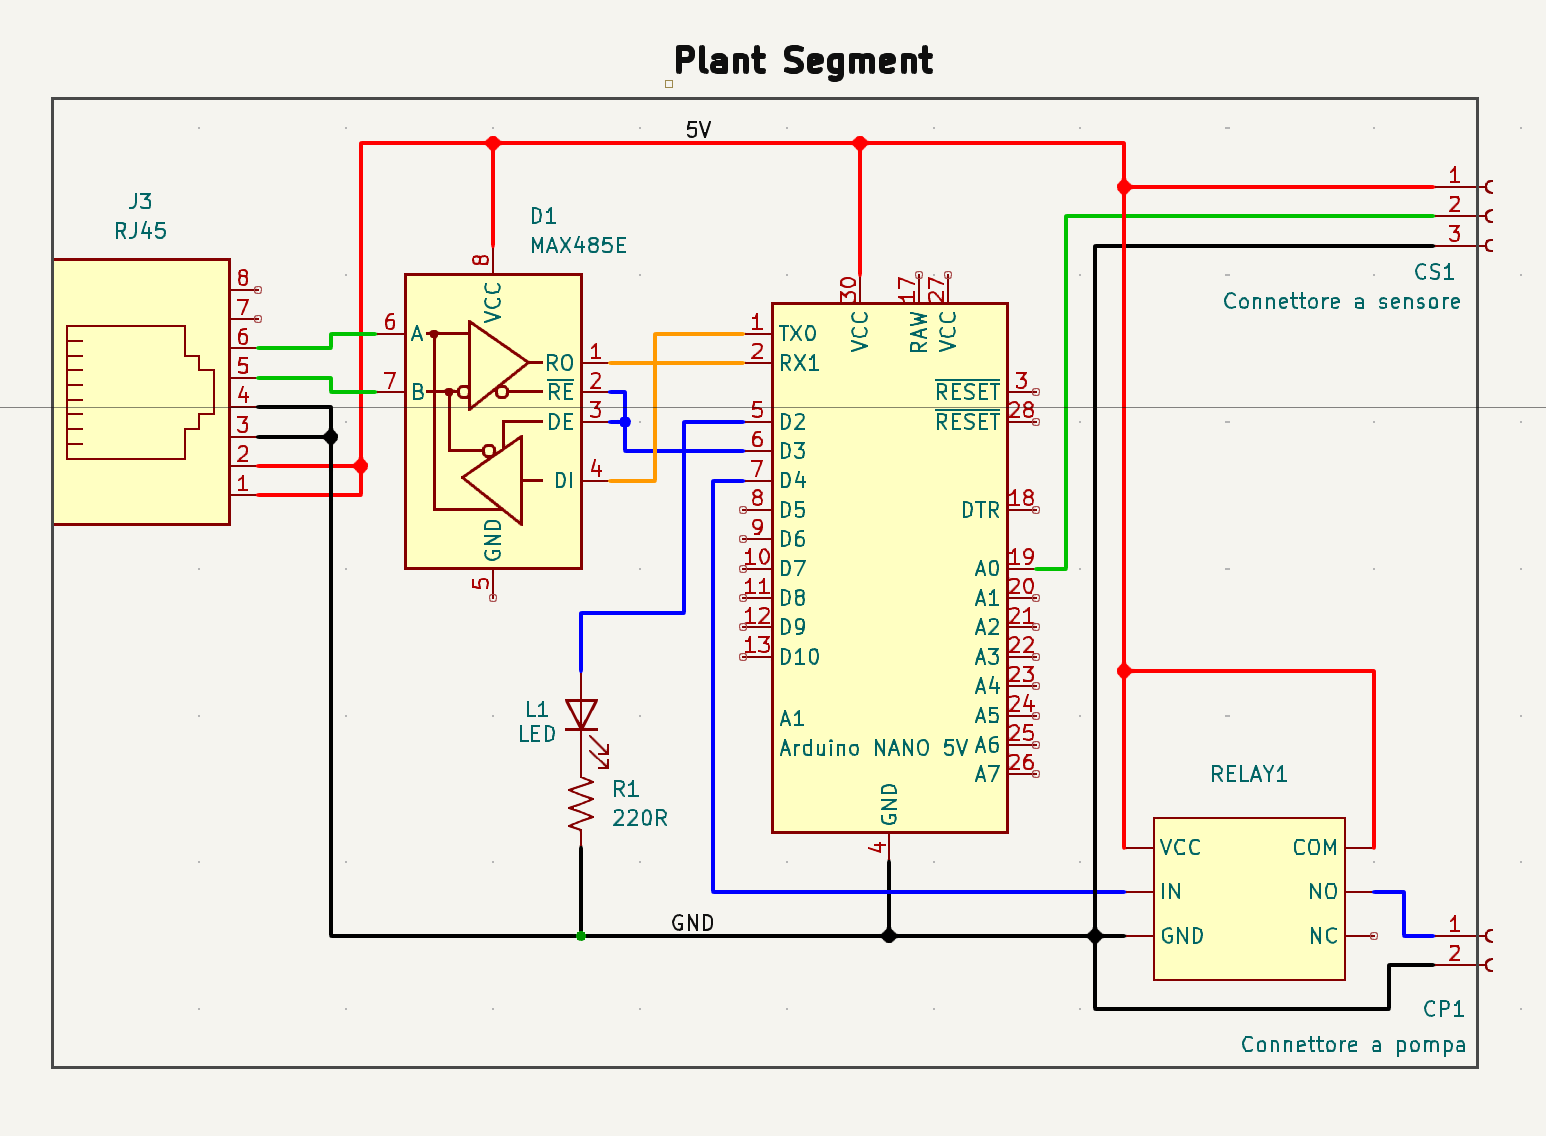 Plant Segment
5V
J3
RJ45
8
7
6
5
4
3
2
1
D1
MAX485E
8
VCC
6
A
7
B
RO
1
RE
2
DE
3
DI
4
GND
5
30
17
27
VCC
RAW
VCC
1
TX0
2
RX1
5
D2
6
D3
7
D4
8
D5
9
D6
10
D7
11
D8
12
D9
13
D10
RESET
3
RESET
28
DTR
18
A0
19
A1
20
A2
21
A3
22
A4
23
A5
24
A6
25
A7
26
A1
Arduino NANO 5V
GND
4
L1
LED
R1
220R
GND
1
2
3
CS1
Connettore a sensore
RELAY1
VCC
COM
IN
NO
GND
NC
1
2
CP1
Connettore a pompa